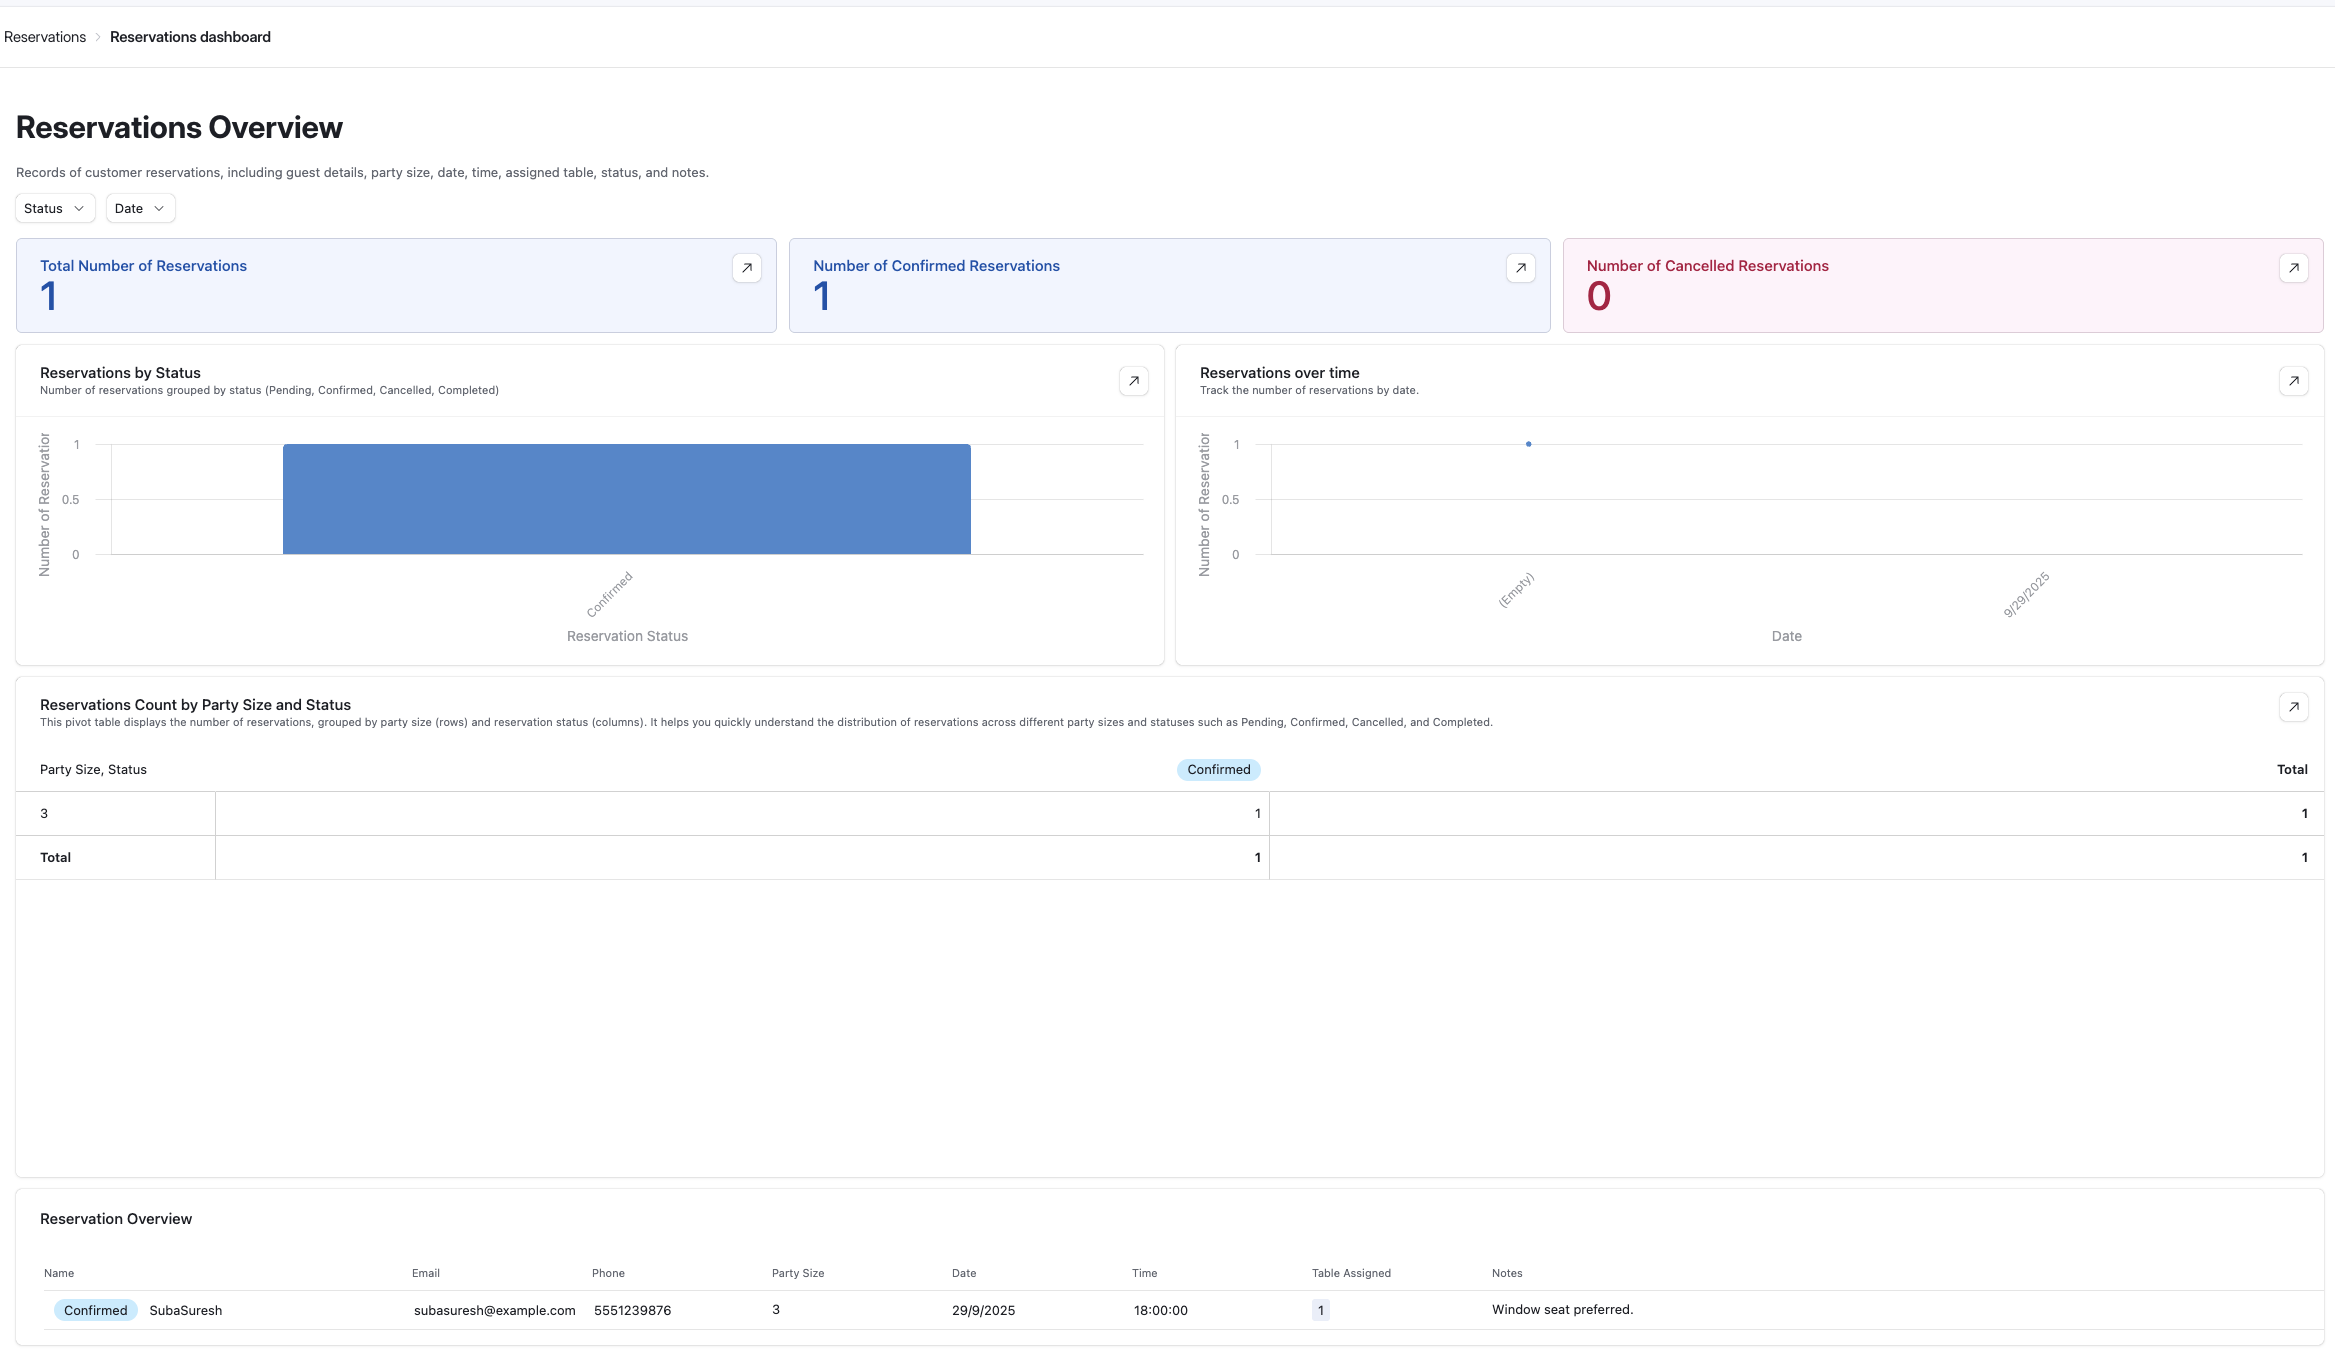 Reservations > Reservations dashboard
Reservations Overview
Records of customer reservations, including guest details, party size, date, time, assigned table, status, and notes.
Status Date
Total Number of Reservations
1
Number of Confirmed Reservations
1
Number of Cancelled Reservations
0
Reservations by Status
Number of reservations grouped by status (Pending, Confirmed, Cancelled, Completed)
Number of Reservation
1
0.5
0
Confirmed
Reservation Status
Reservations over time
Track the number of reservations by date.
Number of Reservation
1
0.5
0
(Empty) 9/29/2025
Date
Reservations Count by Party Size and Status
This pivot table displays the number of reservations, grouped by party size (rows) and reservation status (columns). It helps you quickly understand the distribution of reservations across different party sizes and statuses such as Pending, Confirmed, Cancelled, and Completed.
Party Size, Status Confirmed Total
3 1 1
Total 1 1
Reservation Overview
Name Email Phone Party Size Date Time Table Assigned Notes
Confirmed SubaSuresh subasuresh@example.com 5551239876 3 29/9/2025 18:00:00 1 Window seat preferred.